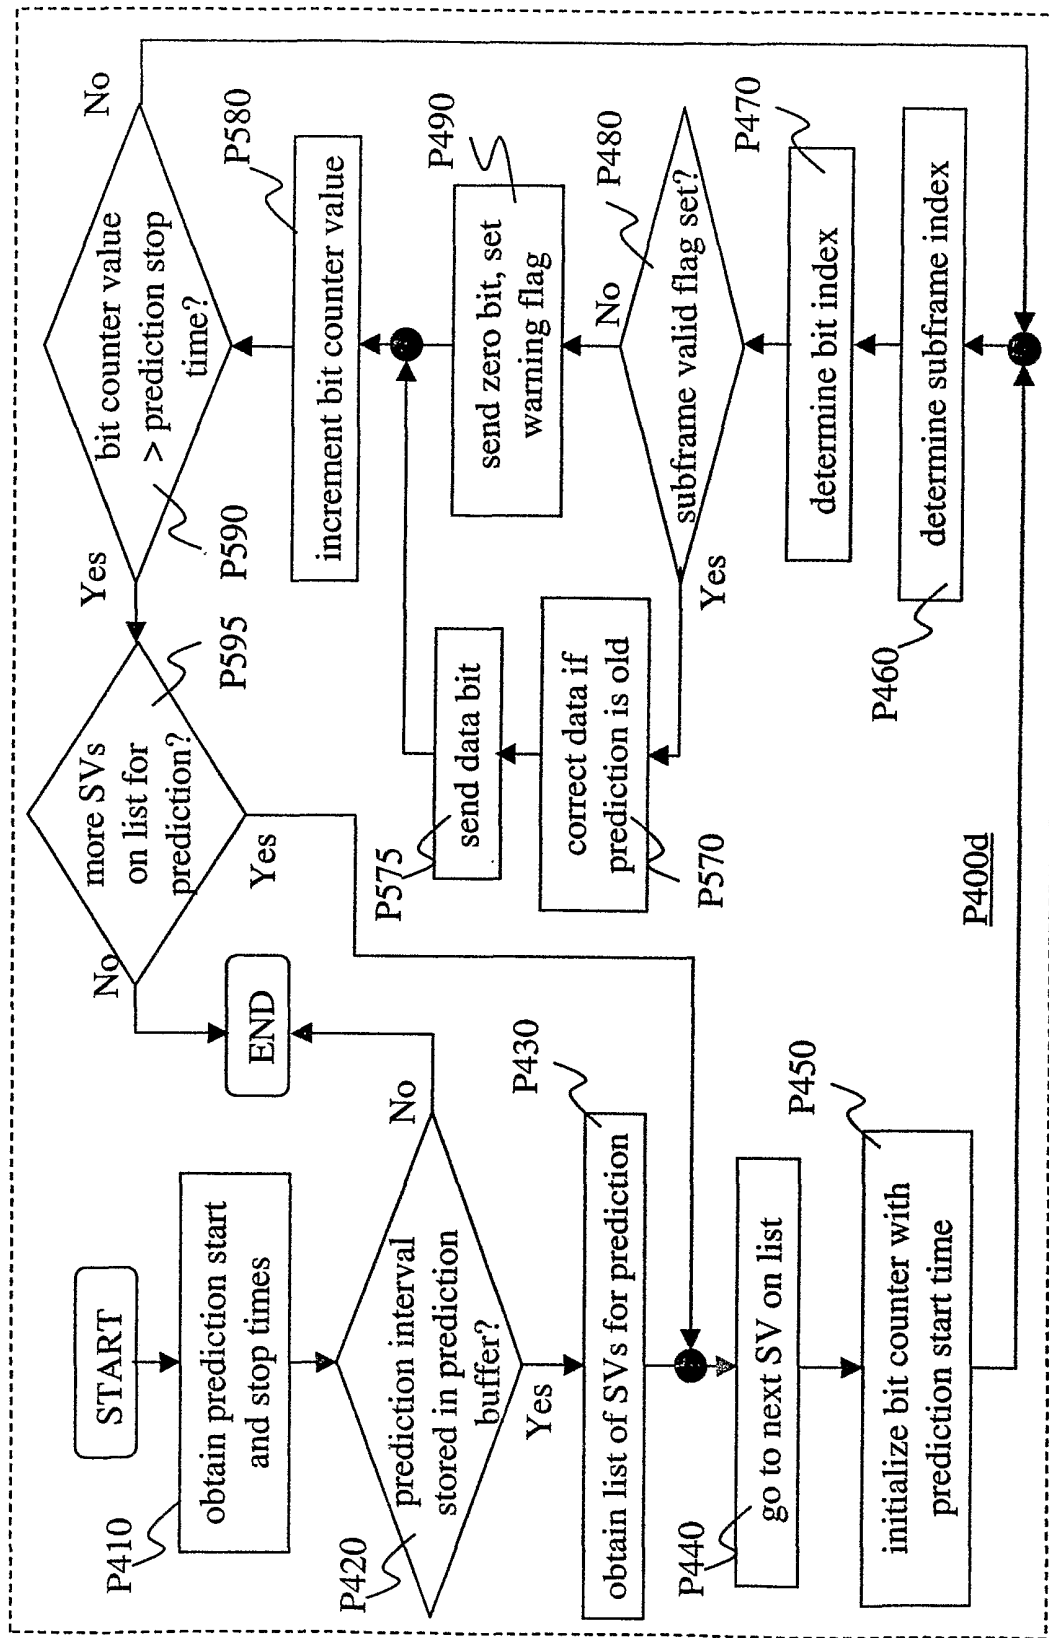 START
P410
obtain prediction start
and stop times
P420
prediction interval
stored in prediction
buffer?
No
Yes
END
P430
obtain list of SVs for prediction
P440
go to next SV on list
P450
initialize bit counter with
prediction start time
No
more SVs
on list for
prediction?
Yes
P595
Yes
bit counter value
> prediction stop
time?
No
P590
P580
increment bit counter value
P575
send data bit
P490
send zero bit, set
warning flag
correct data if
prediction is old
P570
No
P480
subframe valid flag set?
Yes
P470
determine bit index
P460
determine subframe index
P400d